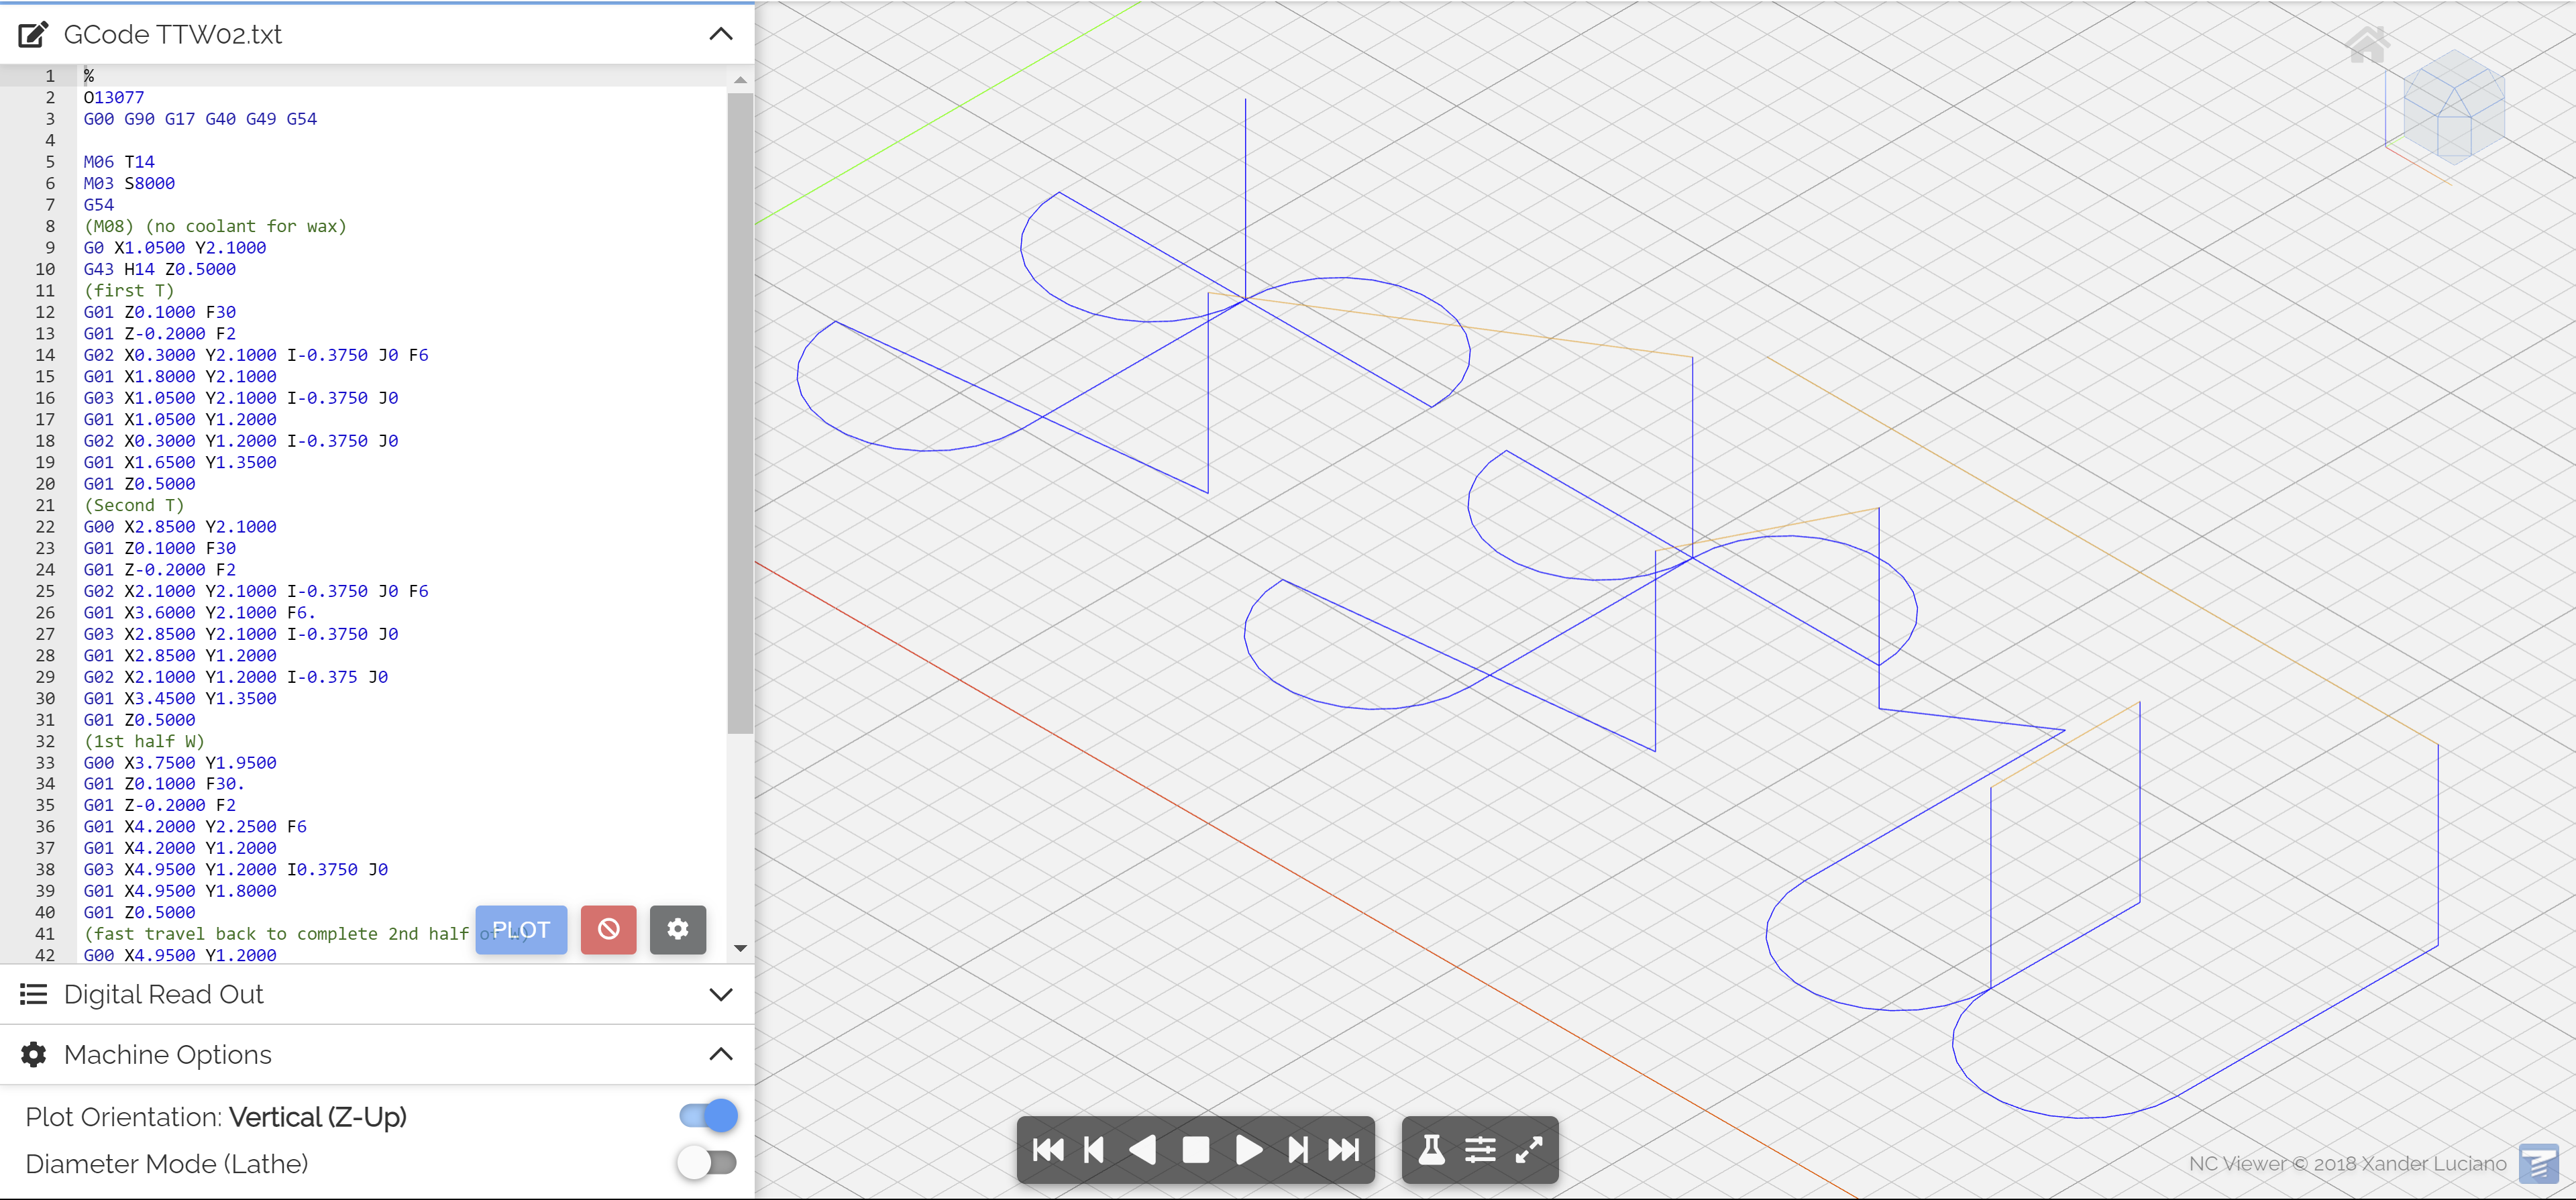 GCode TTW02.txt
1 %
2 O13077
3 G00 G90 G17 G40 G49 G54
4
5 M06 T14
6 M03 S8000
7 G54
8 (M08) (no coolant for wax)
9 G0 X1.0500 Y2.1000
10 G43 H14 Z0.5000
11 (first T)
12 G01 Z0.1000 F30
13 G01 Z-0.2000 F2
14 G02 X0.3000 Y2.1000 I-0.3750 J0 F6
15 G01 X1.8000 Y2.1000
16 G03 X1.0500 Y2.1000 I-0.3750 J0
17 G01 X1.0500 Y1.2000
18 G02 X0.3000 Y1.2000 I-0.3750 J0
19 G01 X1.6500 Y1.3500
20 G01 Z0.5000
21 (Second T)
22 G00 X2.8500 Y2.1000
23 G01 Z0.1000 F30
24 G01 Z-0.2000 F2
25 G02 X2.1000 Y2.1000 I-0.3750 J0 F6
26 G01 X3.6000 Y2.1000 F6.
27 G03 X2.8500 Y2.1000 I-0.3750 J0
28 G01 X2.8500 Y1.2000
29 G02 X2.1000 Y1.2000 I-0.375 J0
30 G01 X3.4500 Y1.3500
31 G01 Z0.5000
32 (1st half W)
33 G00 X3.7500 Y1.9500
34 G01 Z0.1000 F30.
35 G01 Z-0.2000 F2
36 G01 X4.2000 Y2.2500 F6
37 G01 X4.2000 Y1.2000
38 G03 X4.9500 Y1.2000 I0.3750 J0
39 G01 X4.9500 Y1.8000
40 G01 Z0.5000
41 (fast travel back to complete 2nd half of W)
PLOT
42 G00 X4.9500 Y1.2000
Digital Read Out
Machine Options
Plot Orientation: Vertical (Z-Up)
Diameter Mode (Lathe)
NC Viewer © 2018 Xander Luciano